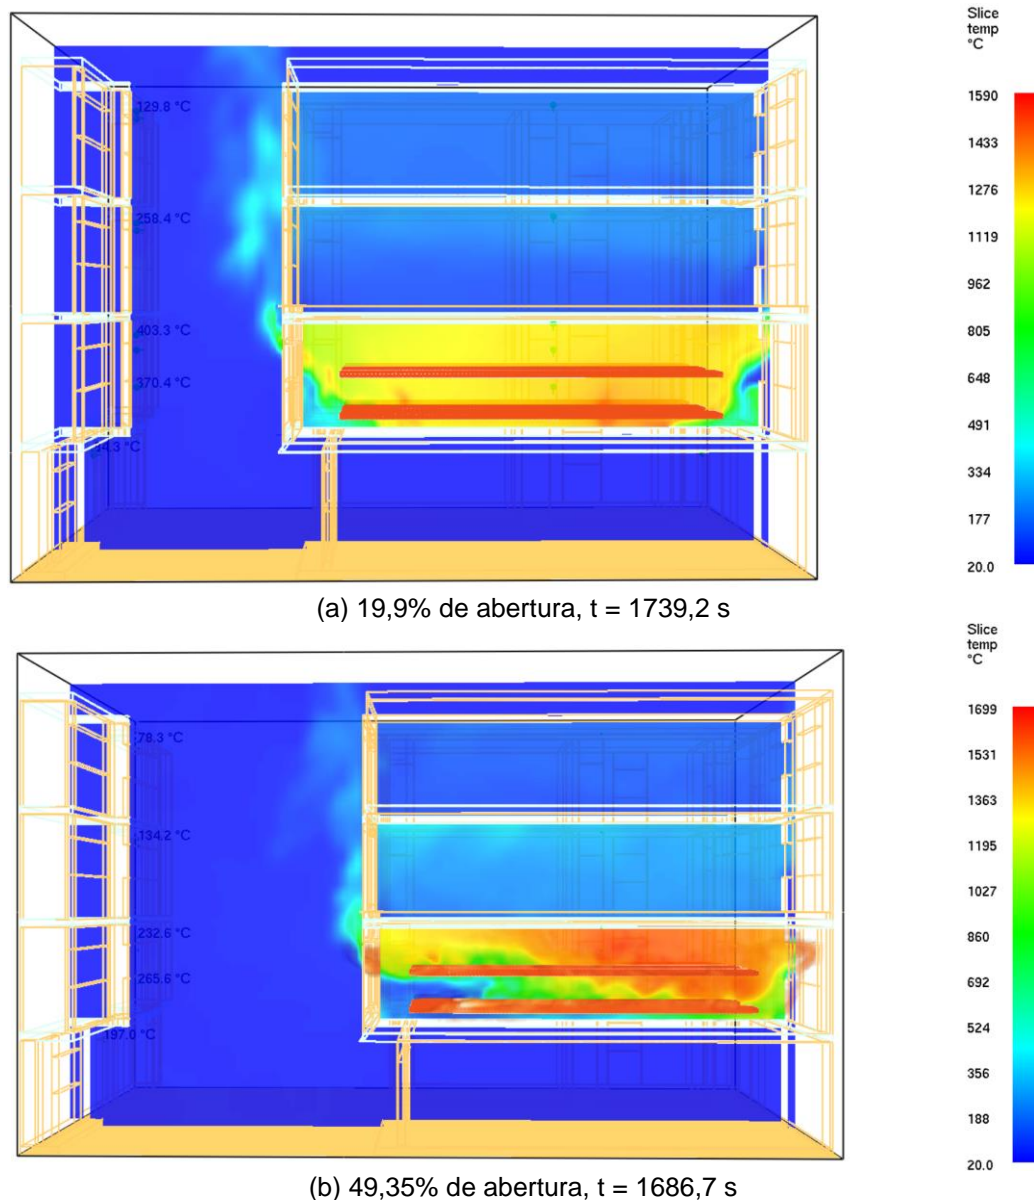 Slice
temp
°C
1590
1433
1276
1119
962
805
648
491
334
177
20.0
129.8 °C
258.4 °C
403.3 °C
370.4 °C
34.3 °C
(a) 19,9% de abertura, t = 1739,2 s
Slice
temp
°C
1699
1531
1363
1195
1027
860
692
524
356
188
20.0
78.3 °C
134.2 °C
232.6 °C
265.6 °C
197.0 °C
(b) 49,35% de abertura, t = 1686,7 s